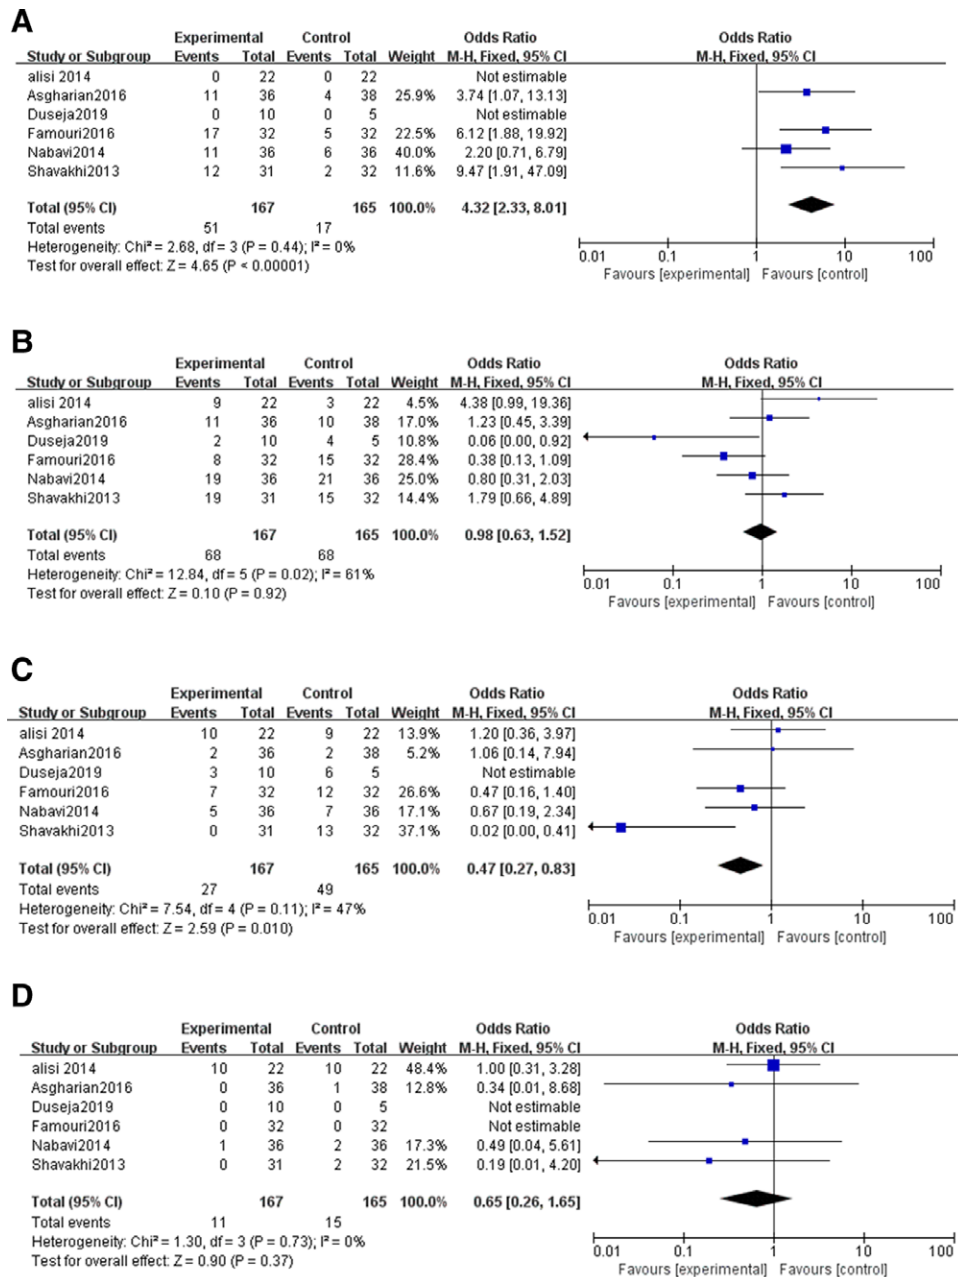 A
Experimental Control Odds Ratio Odds Ratio
Study or Subgroup Events Total Events Total Weight M-H, Fixed, 95% CI M-H, Fixed, 95% CI
alisi 2014 0 22 0 22 Not estimable
Asgharian2016 11 36 4 38 25.9% 3.74 [1.07, 13.13]
Duseja2019 0 10 0 5 Not estimable
Famouri2016 17 32 5 32 22.5% 6.12 [1.88, 19.92]
Nabavi2014 11 36 6 36 40.0% 2.20 [0.71, 6.79]
Shavakhi2013 12 31 2 32 11.6% 9.47 [1.91, 47.09]
Total (95% CI) 167 165 100.0% 4.32 [2.33, 8.01]
Total events 51 17
Heterogeneity: Chi² = 2.68, df = 3 (P = 0.44); I² = 0%
Test for overall effect: Z = 4.65 (P < 0.00001)
0.01 0.1 1 10 100
Favours [experimental] Favours [control]
B
Experimental Control Odds Ratio Odds Ratio
Study or Subgroup Events Total Events Total Weight M-H, Fixed, 95% CI M-H, Fixed, 95% CI
alisi 2014 9 22 3 22 4.5% 4.38 [0.99, 19.36]
Asgharian2016 11 36 10 38 17.0% 1.23 [0.45, 3.39]
Duseja2019 2 10 4 5 10.8% 0.06 [0.00, 0.92]
Famouri2016 8 32 15 32 28.4% 0.38 [0.13, 1.09]
Nabavi2014 19 36 21 36 25.0% 0.80 [0.31, 2.03]
Shavakhi2013 19 31 15 32 14.4% 1.79 [0.66, 4.89]
Total (95% CI) 167 165 100.0% 0.98 [0.63, 1.52]
Total events 68 68
Heterogeneity: Chi² = 12.84, df = 5 (P = 0.02); I² = 61%
Test for overall effect: Z = 0.10 (P = 0.92)
0.01 0.1 1 10 100
Favours [experimental] Favours [control]
C
Experimental Control Odds Ratio Odds Ratio
Study or Subgroup Events Total Events Total Weight M-H, Fixed, 95% CI M-H, Fixed, 95% CI
alisi 2014 10 22 9 22 13.9% 1.20 [0.36, 3.97]
Asgharian2016 2 36 2 38 5.2% 1.06 [0.14, 7.94]
Duseja2019 3 10 6 5 Not estimable
Famouri2016 7 32 12 32 26.6% 0.47 [0.16, 1.40]
Nabavi2014 5 36 7 36 17.1% 0.67 [0.19, 2.34]
Shavakhi2013 0 31 13 32 37.1% 0.02 [0.00, 0.41]
Total (95% CI) 167 165 100.0% 0.47 [0.27, 0.83]
Total events 27 49
Heterogeneity: Chi² = 7.54, df = 4 (P = 0.11); I² = 47%
Test for overall effect: Z = 2.59 (P = 0.010)
0.01 0.1 1 10 100
Favours [experimental] Favours [control]
D
Experimental Control Odds Ratio Odds Ratio
Study or Subgroup Events Total Events Total Weight M-H, Fixed, 95% CI M-H, Fixed, 95% CI
alisi 2014 10 22 10 22 48.4% 1.00 [0.31, 3.28]
Asgharian2016 0 36 1 38 12.8% 0.34 [0.01, 8.68]
Duseja2019 0 10 0 5 Not estimable
Famouri2016 0 32 0 32 Not estimable
Nabavi2014 1 36 2 36 17.3% 0.49 [0.04, 5.61]
Shavakhi2013 0 31 2 32 21.5% 0.19 [0.01, 4.20]
Total (95% CI) 167 165 100.0% 0.65 [0.26, 1.65]
Total events 11 15
Heterogeneity: Chi² = 1.30, df = 3 (P = 0.73); I² = 0%
Test for overall effect: Z = 0.90 (P = 0.37)
0.01 0.1 1 10 100
Favours [experimental] Favours [control]